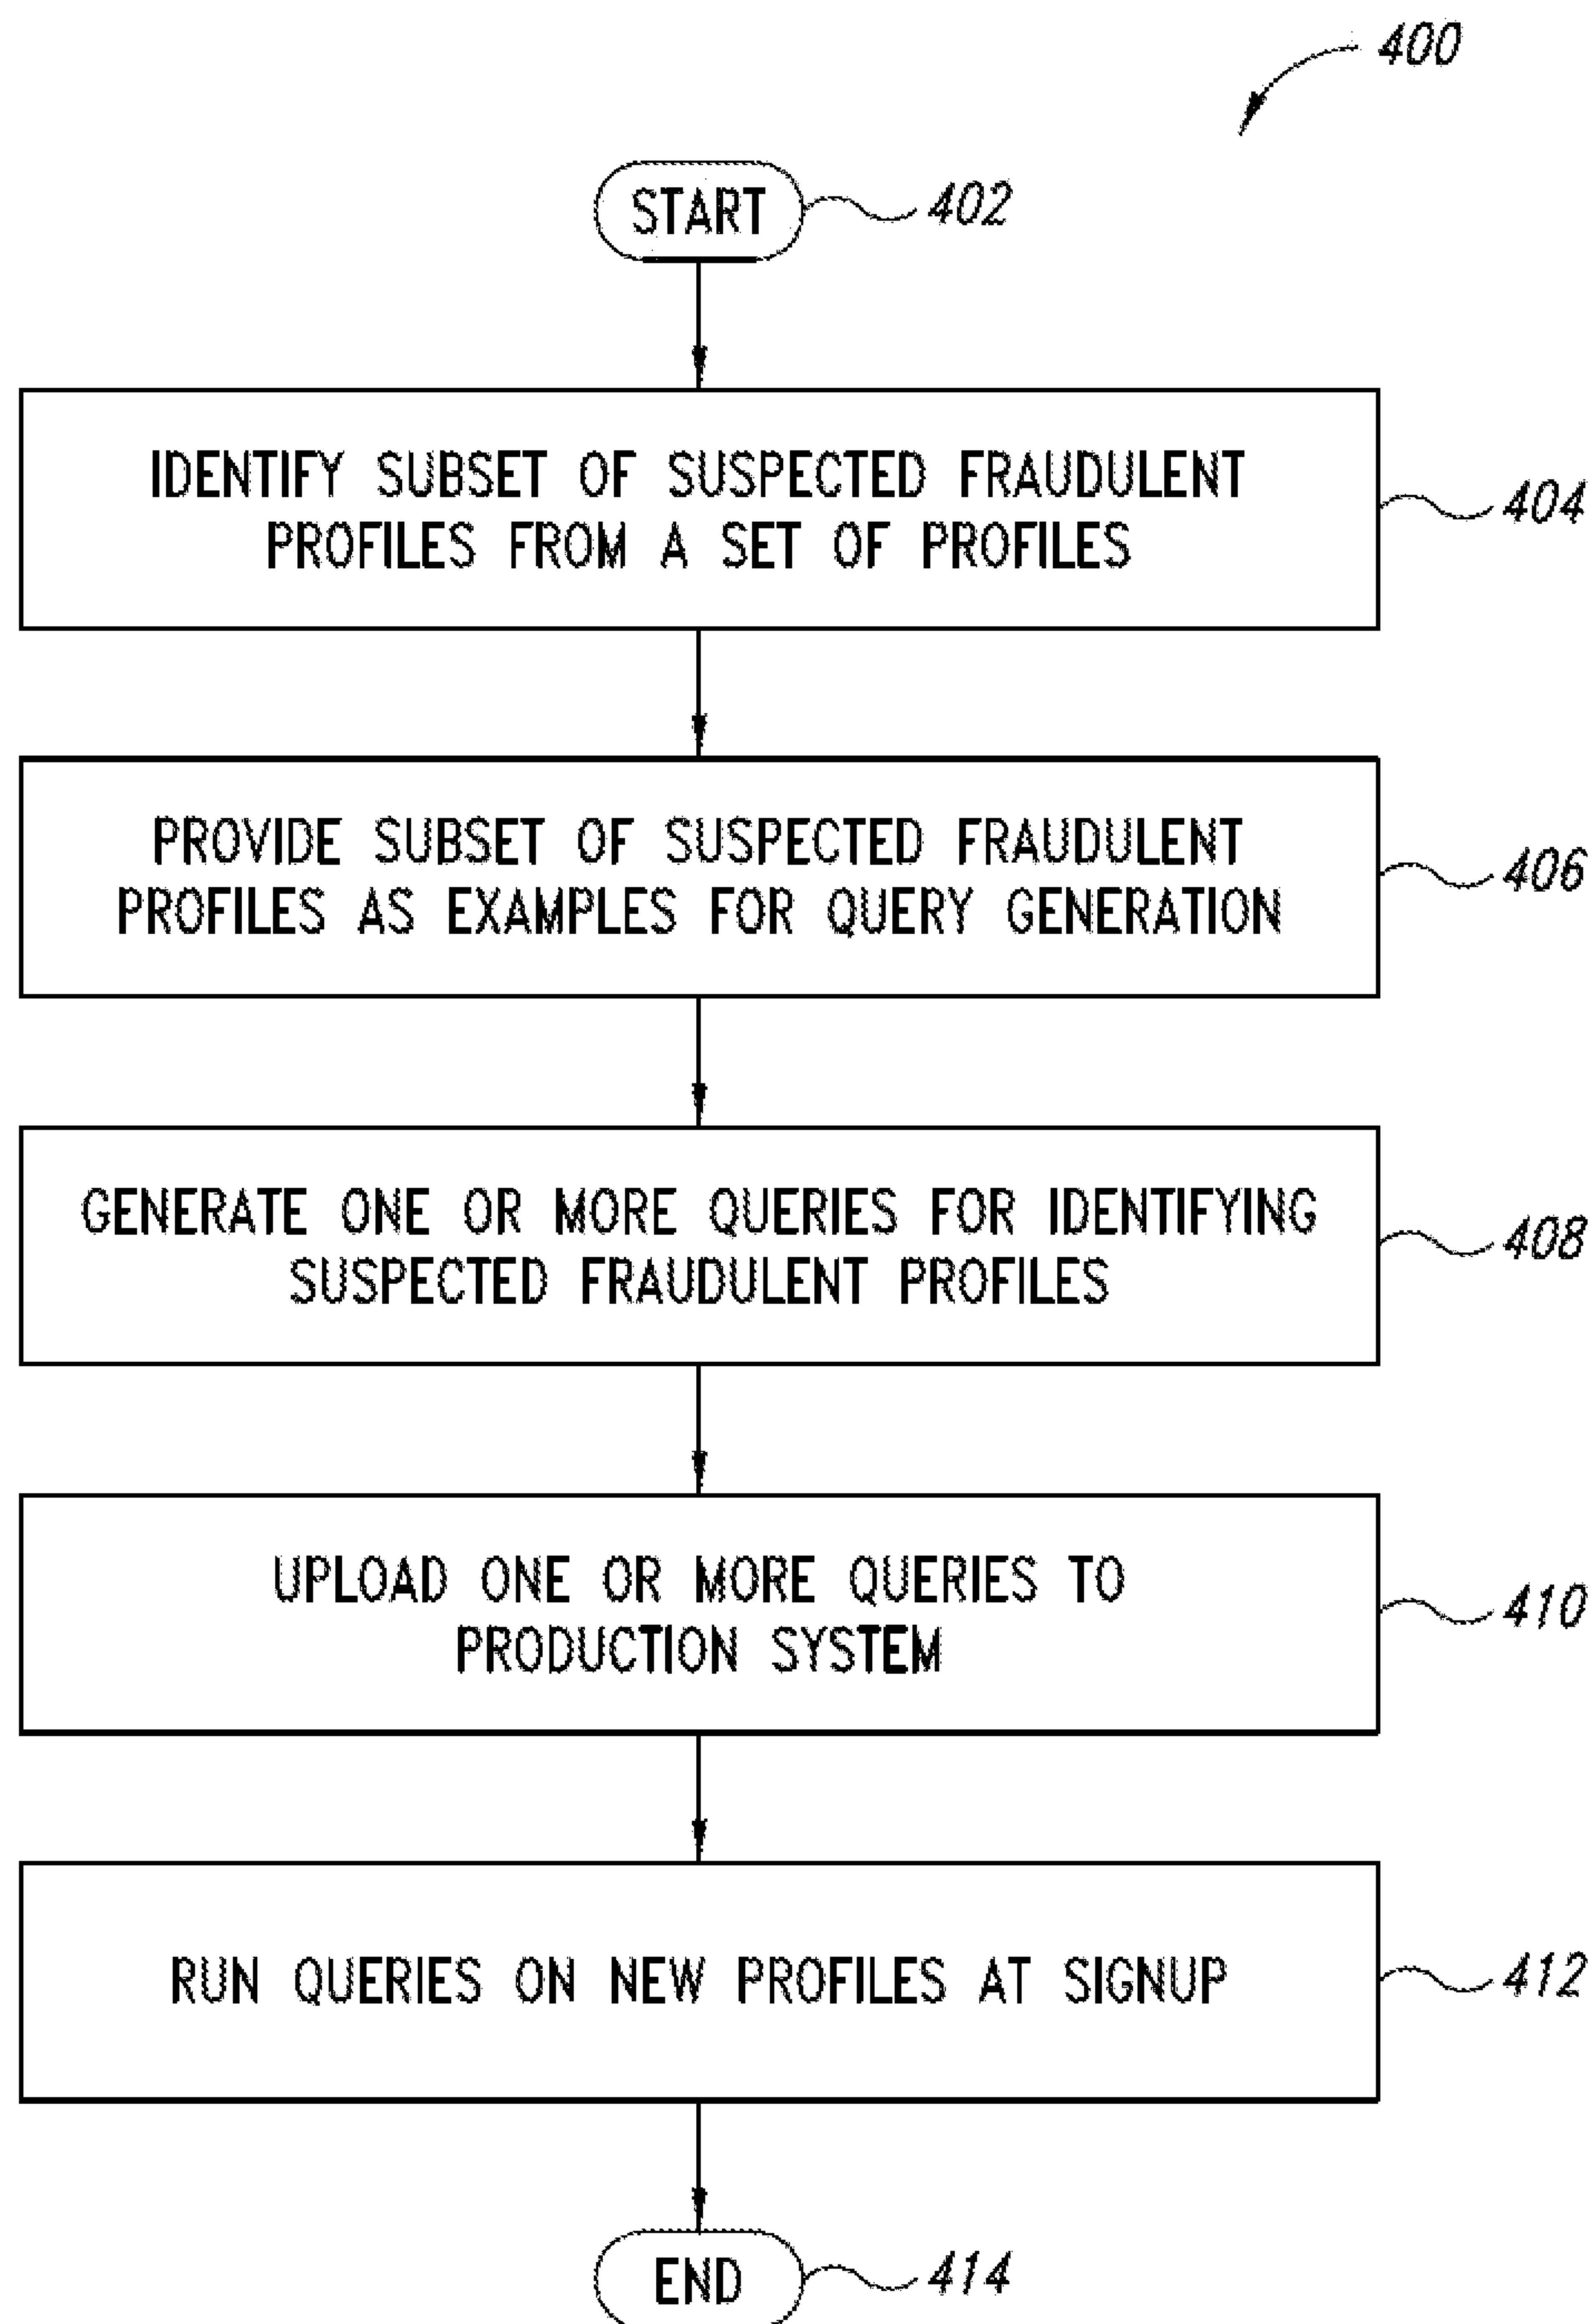 400
START
402
IDENTIFY SUBSET OF SUSPECTED FRAUDULENT
PROFILES FROM A SET OF PROFILES
404
PROVIDE SUBSET OF SUSPECTED FRAUDULENT
PROFILES AS EXAMPLES FOR QUERY GENERATION
406
GENERATE ONE OR MORE QUERIES FOR IDENTIFYING
SUSPECTED FRAUDULENT PROFILES
408
UPLOAD ONE OR MORE QUERIES TO
PRODUCTION SYSTEM
410
RUN QUERIES ON NEW PROFILES AT SIGNUP
412
END
414